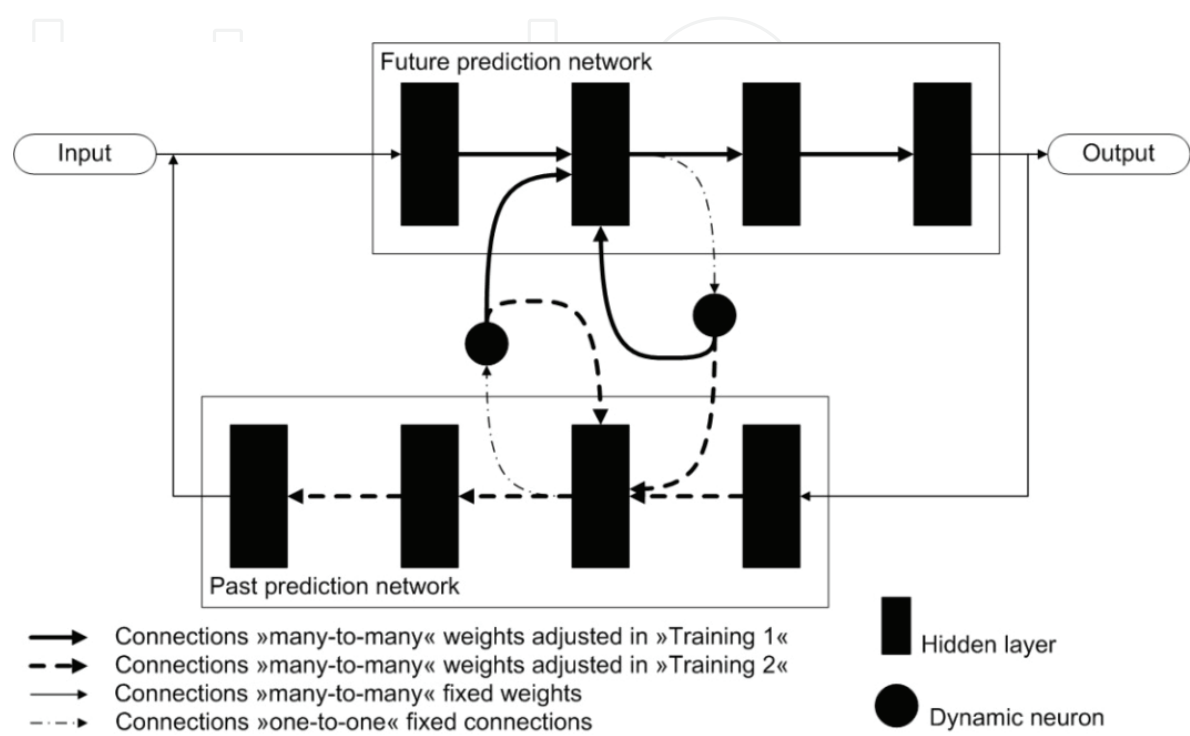 Future prediction network
Input
Output
Past prediction network
Connections »many-to-many« weights adjusted in »Training 1«
Connections »many-to-many« weights adjusted in »Training 2«
Connections »many-to-many« fixed weights
Connections »one-to-one« fixed connections
Hidden layer
Dynamic neuron